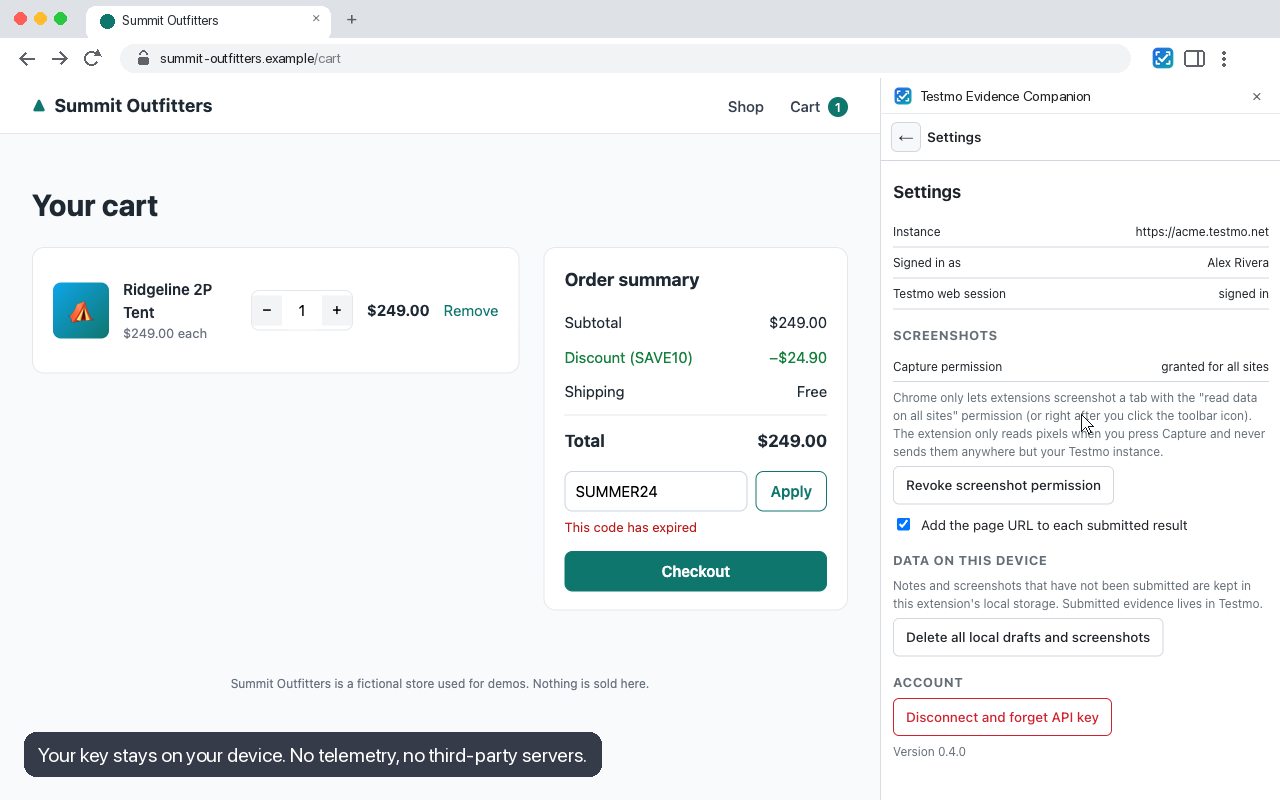 Summit Outfitters
summit-outfitters.example/cart
Summit Outfitters
Shop
Cart 1
Your cart
Ridgeline 2P
Tent
$249.00 each
− 1 +
$249.00
Remove
Order summary
Subtotal $249.00
Discount (SAVE10) −$24.90
Shipping Free
Total $249.00
SUMMER24 Apply
This code has expired
Checkout
Summit Outfitters is a fictional store used for demos. Nothing is sold here.
Your key stays on your device. No telemetry, no third-party servers.
Testmo Evidence Companion
← Settings
Settings
Instance https://acme.testmo.net
Signed in as Alex Rivera
Testmo web session signed in
SCREENSHOTS
Capture permission granted for all sites
Chrome only lets extensions screenshot a tab with the "read data
on all sites" permission (or right after you click the toolbar icon).
The extension only reads pixels when you press Capture and never
sends them anywhere but your Testmo instance.
Revoke screenshot permission
Add the page URL to each submitted result
DATA ON THIS DEVICE
Notes and screenshots that have not been submitted are kept in
this extension's local storage. Submitted evidence lives in Testmo.
Delete all local drafts and screenshots
ACCOUNT
Disconnect and forget API key
Version 0.4.0